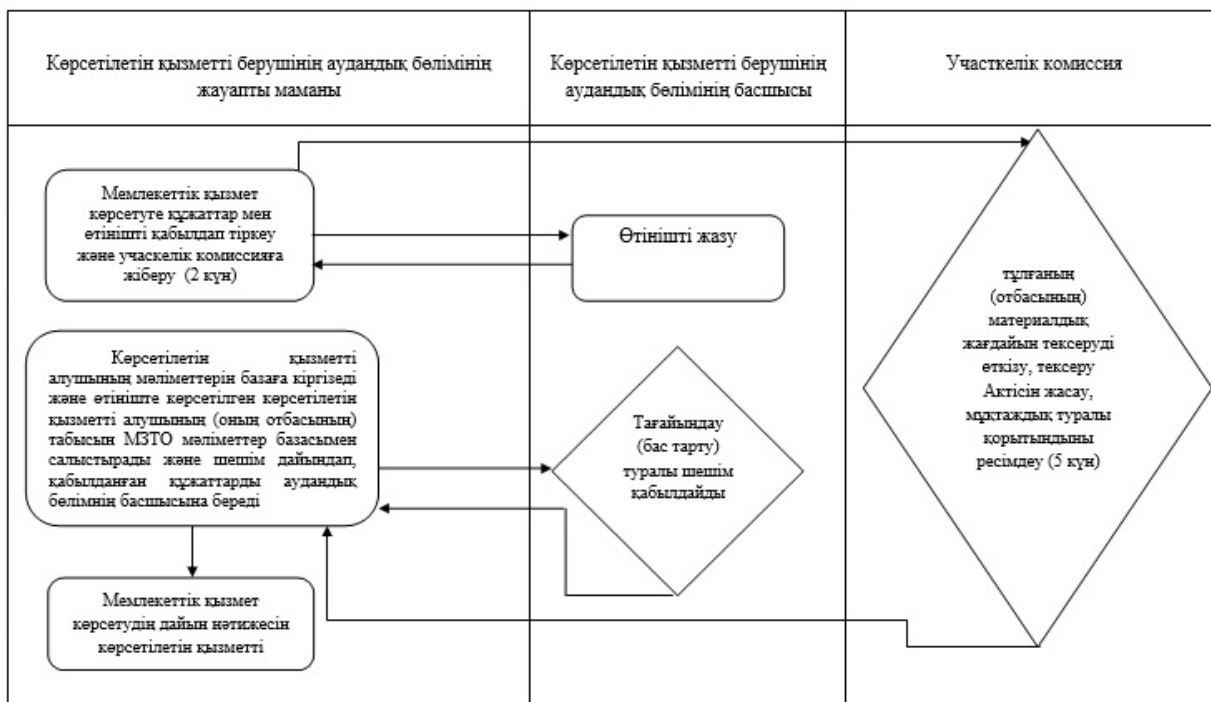 Көрсетілетін қызметті берушінің аудандық бөлімінің
жауапты маманы
Көрсетілетін қызметті берушінің
аудандық бөлімінің басшысы
Участкелік комиссия
Мемлекеттік қызмет
көрсетуге құжаттар мен
өтінішті қабылдап тіркеу
және учаскелік комиссияға
жіберу (2 күн)
Өтінішті жазу
тұлғаның
(отбасының)
материалдық
жағдайын тексеруді
өткізу, тексеру
Актісін жасау,
мұқтаждық туралы
қорытындыны
ресімдеу (5 күн)
Көрсетілетін қызметті
алушының мәліметтерін базаға кіргізеді
және өтініште көрсетілген көрсетілетін
қызметті алушының (оның отбасының)
табысын МЗТО мәліметтер базасымен
салыстырады және шешім дайындап,
қабылданған құжаттарды аудандық
бөлімнің басшысына береді
Тағайындау
(бас тарту)
туралы шешім
қабылдайды
Мемлекеттік қызмет
көрсетудің дайын нәтижесін
көрсетілетін қызметті